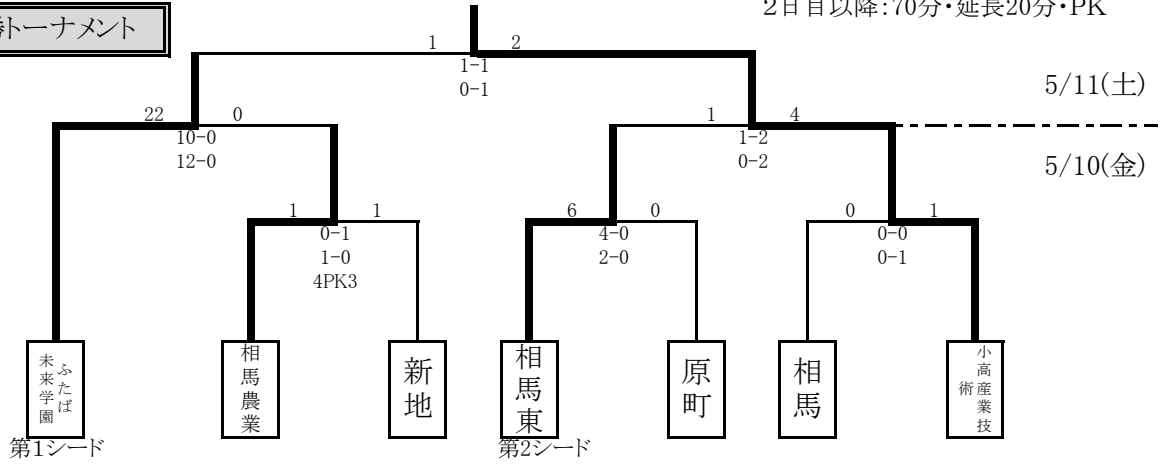 2日目以降:70分・延長20分・PK
トーナメント
1 2
1-1
0-1
5/11(土)
22 0
10-0
12-0
1 4
1-2
0-2
5/10(金)
1 1
0-1
1-0
4PK3
6 0
4-0
2-0
0 1
0-0
0-1
ふたば
未来学園
相馬農業
新地
相馬東
原町
相馬
小高産業技
術
第1シード
第2シード